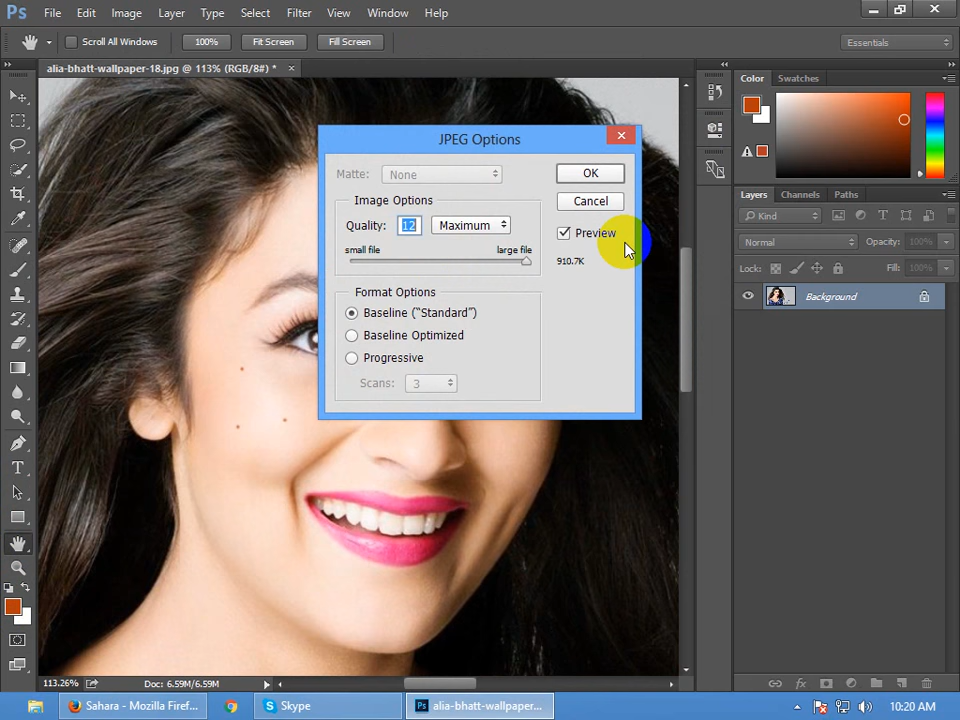 Ps File Edit Image Layer Type Select Filter View Window Help
Scroll All Windows 100% Fit Screen Fill Screen Essentials
alia-bhatt-wallpaper-18.jpg @ 113% (RGB/8#) * ×
Color Swatches
JPEG Options
Matte: None
OK
Image Options
Cancel
Quality: 12 Maximum
Preview
small file large file
910.7K
Format Options
Baseline ("Standard")
Baseline Optimized
Progressive
Scans: 3
Layers Channels Paths
Kind
Normal Opacity: 100%
Lock: Fill: 100%
Background
113.26% Doc: 6.59M/6.59M
Sahara - Mozilla Firef...
Skype
Ps alia-bhatt-wallpaper...
10:20 AM